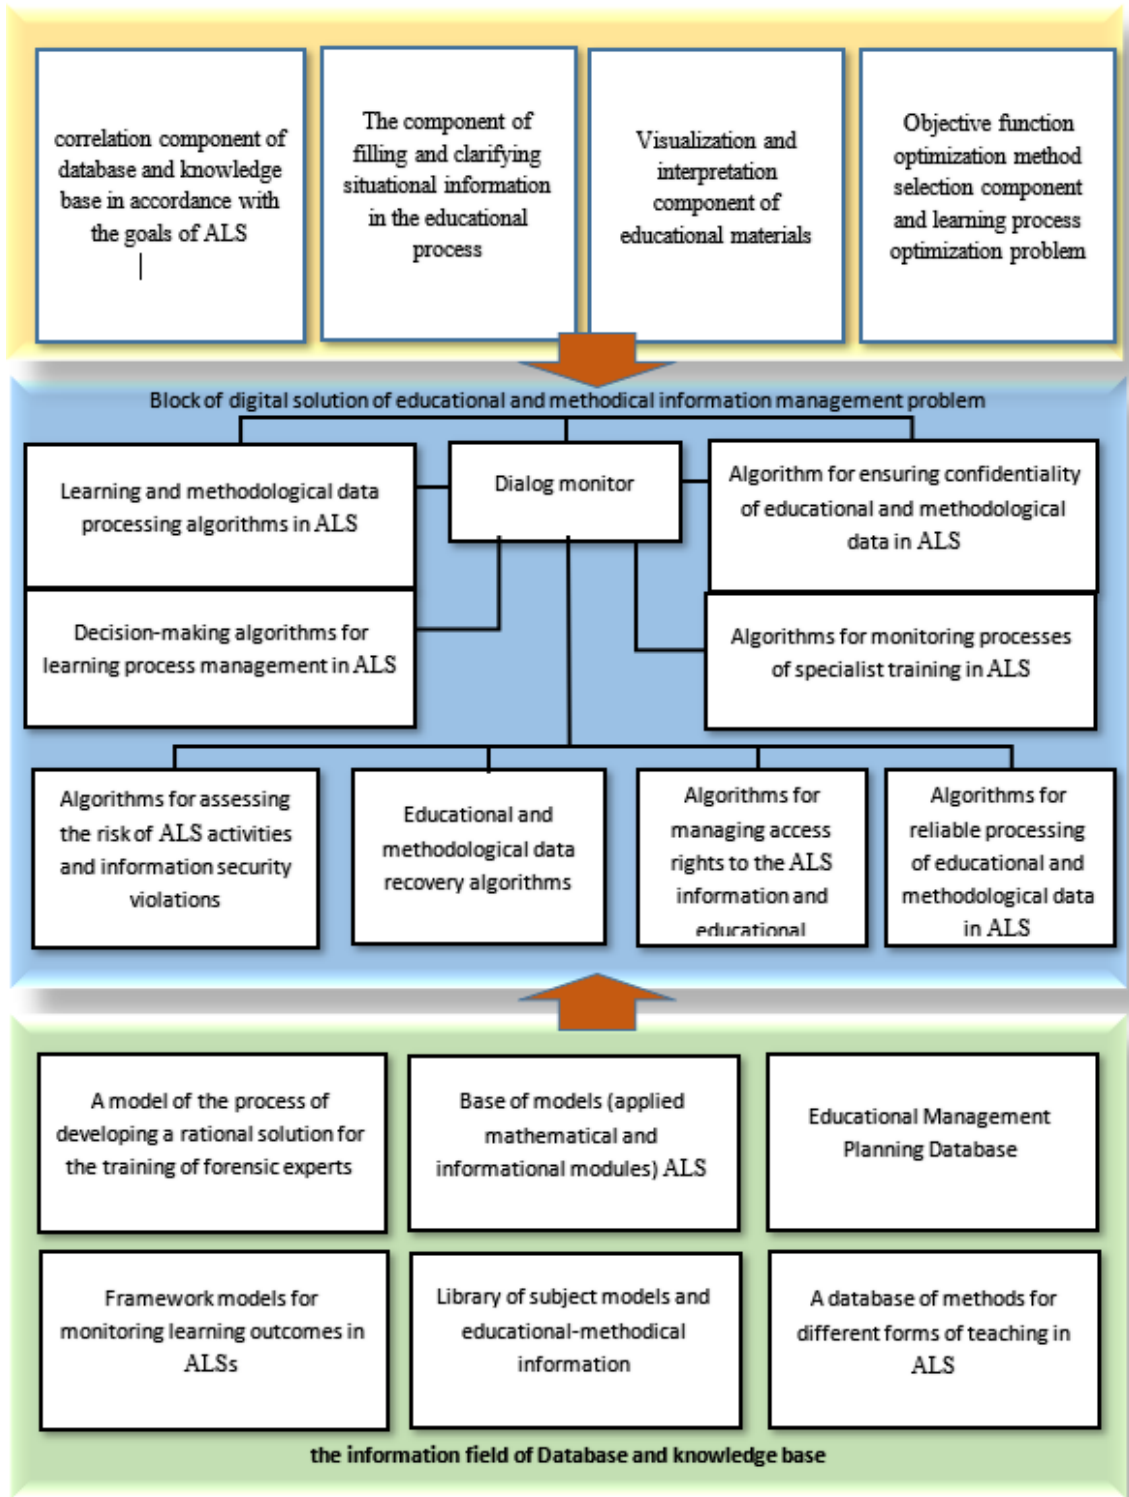 correlation component of
database and knowledge
base in accordance with
the goals of ALS
The component of
filling and clarifying
situational information
in the educational
process
Visualization and
interpretation
component of
educational materials
Objective function
optimization method
selection component
and learning process
optimization problem
Block of digital solution of educational and methodical information management problem
Learning and methodological data
processing algorithms in ALS
Dialog monitor
Algorithm for ensuring confidentiality
of educational and methodological
data in ALS
Decision-making algorithms for
learning process management in ALS
Algorithms for monitoring processes
of specialist training in ALS
Algorithms for assessing
the risk of ALS activities
and information security
violations
Educational and
methodological data
recovery algorithms
Algorithms for
managing access
rights to the ALS
information and
educational
Algorithms for
reliable processing
of educational and
methodological data
in ALS
A model of the process of
developing a rational solution for
the training of forensic experts
Base of models (applied
mathematical and
informational modules) ALS
Educational Management
Planning Database
Framework models for
monitoring learning outcomes in
ALSs
Library of subject models and
educational-methodical
information
A database of methods for
different forms of teaching in
ALS
the information field of Database and knowledge base